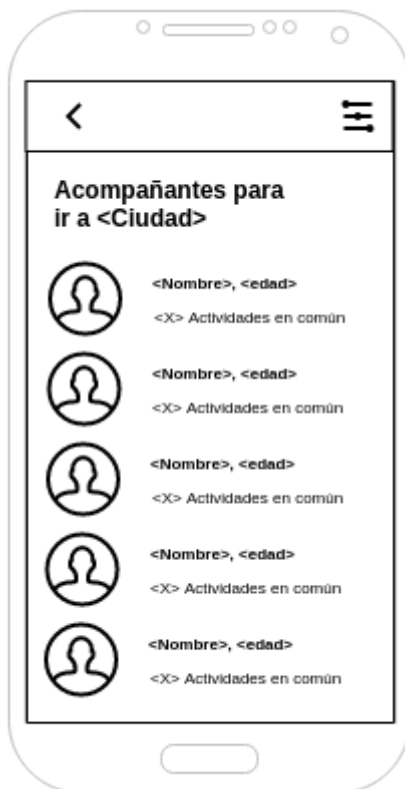 Acompañantes para
ir a <Ciudad>
<Nombre>, <edad>
<X> Actividades en común
<Nombre>, <edad>
<X> Actividades en común
<Nombre>, <edad>
<X> Actividades en común
<Nombre>, <edad>
<X> Actividades en común
<Nombre>, <edad>
<X> Actividades en común